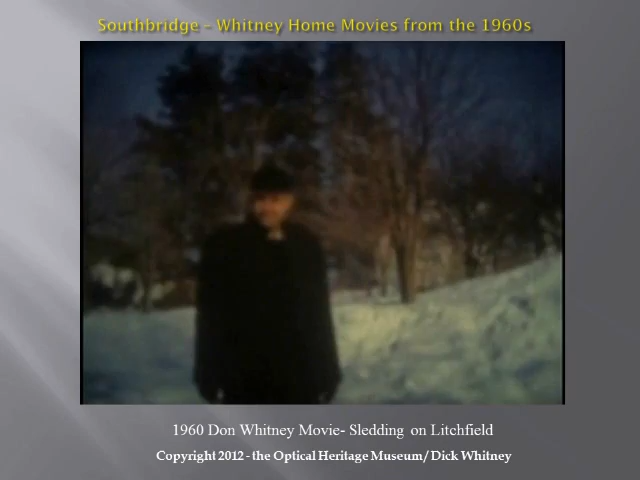 Southbridge - Whitney Home Movies from the 1960s
1960 Don Whitney Movie- Sledding on Litchfield
Copyright 2012 - the Optical Heritage Museum / Dick Whitney